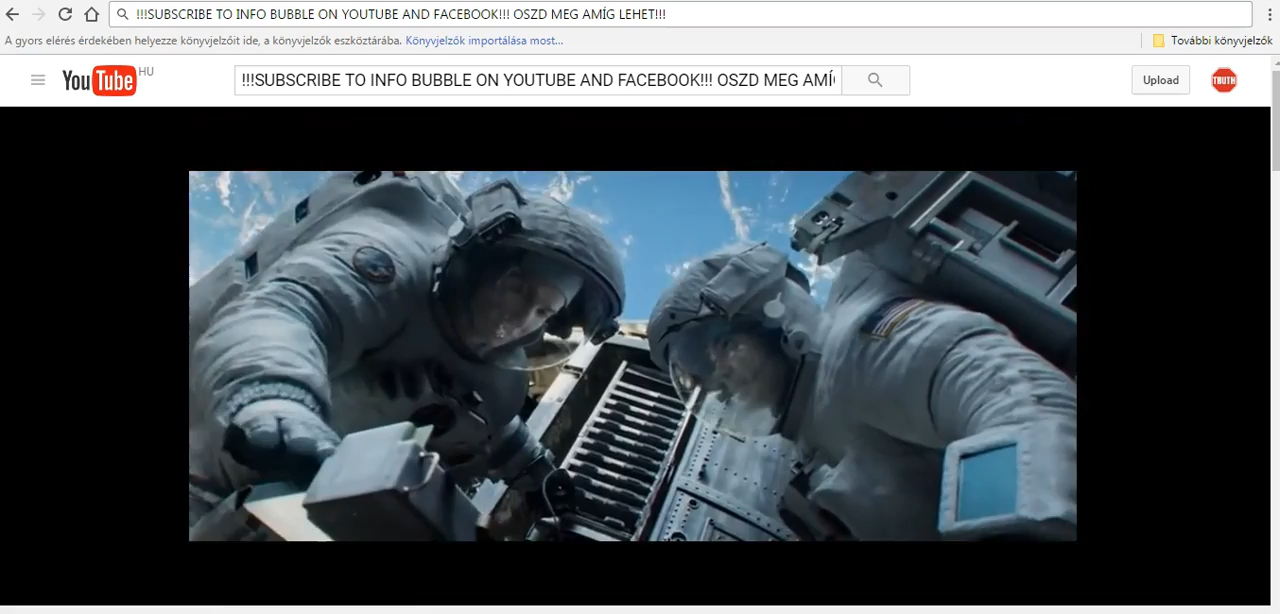 !!!SUBSCRIBE TO INFO BUBBLE ON YOUTUBE AND FACEBOOK!!! OSZD MEG AMÍG LEHET!!!
A gyors elérés érdekében helyezze könyvjelzőit ide, a könyvjelzők eszköztárába. Könyvjelzők importálása most...
További könyvjelzők
YouTube HU
!!!SUBSCRIBE TO INFO BUBBLE ON YOUTUBE AND FACEBOOK!!! OSZD MEG AMÍG
Upload
TRUTH